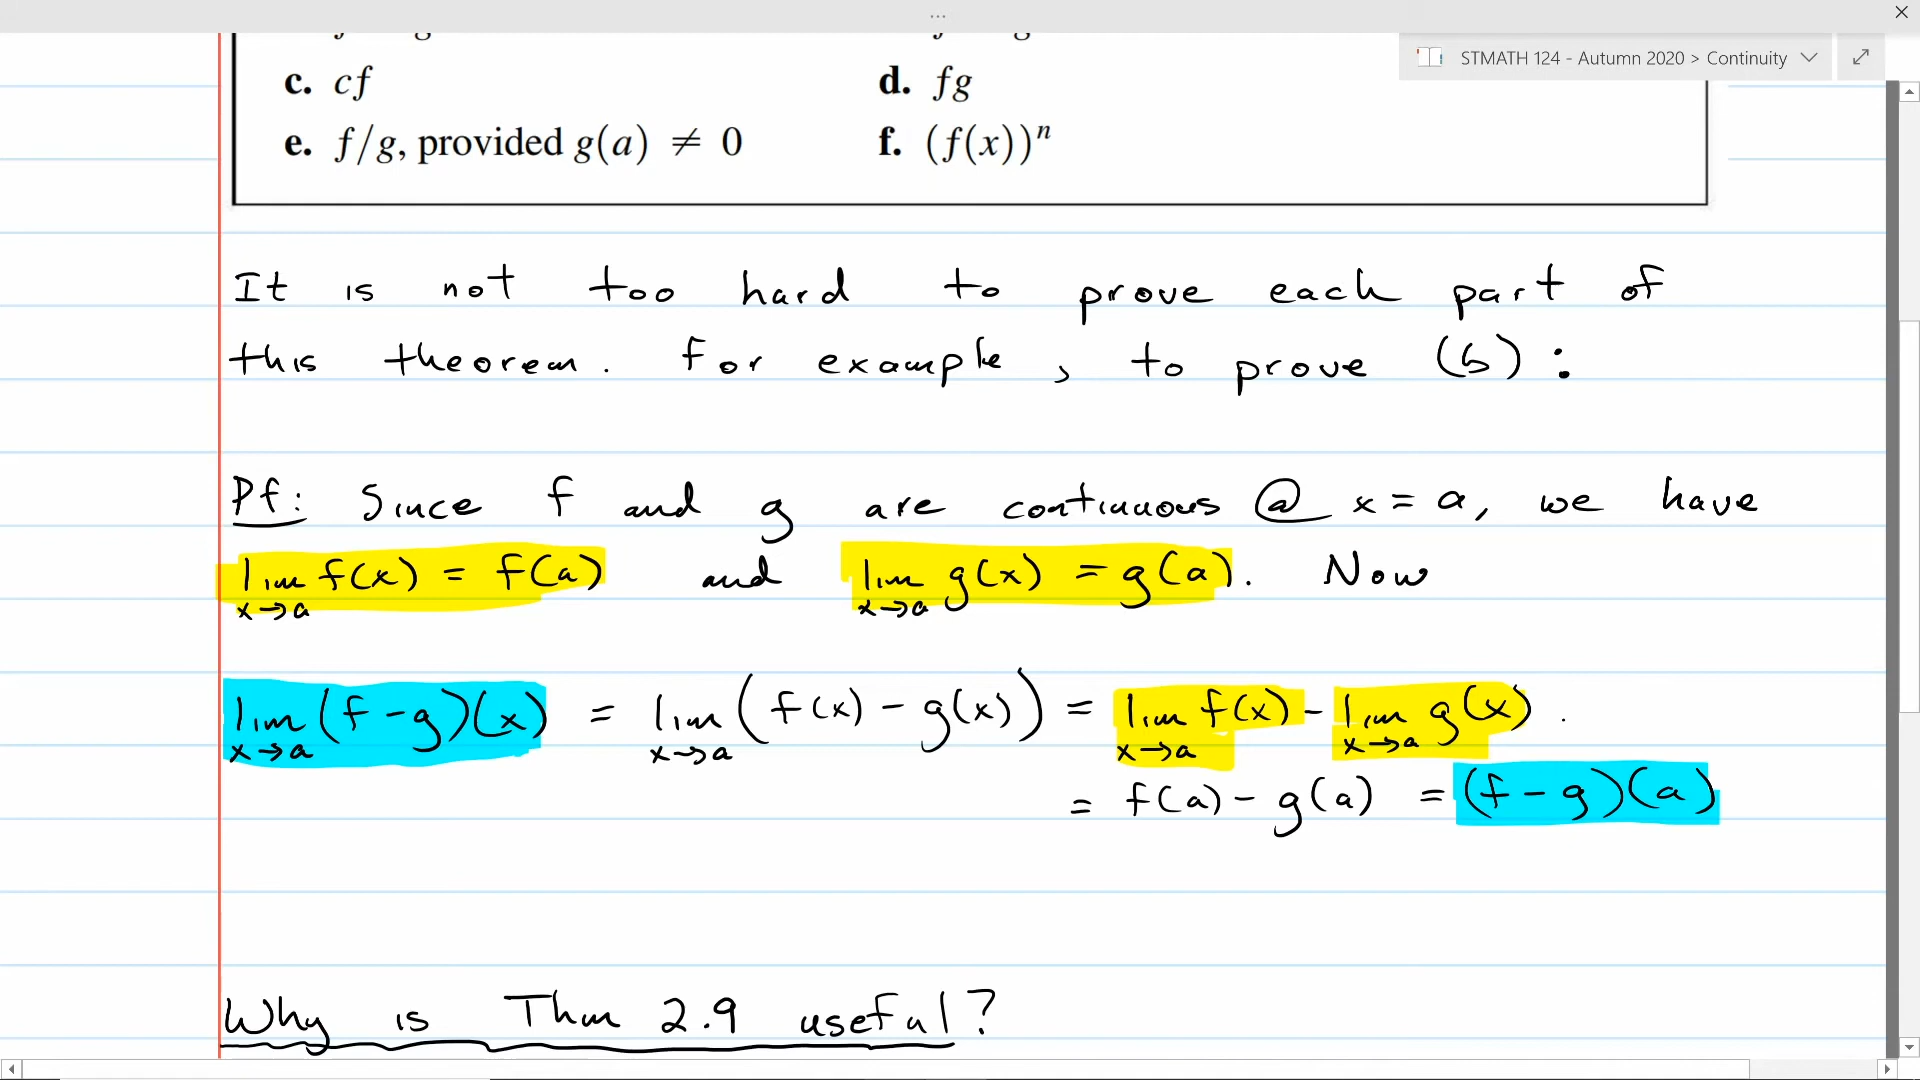 ...
STMATH 124 - Autumn 2020 > Continuity
c. cf d. fg
e. f/g, provided g(a) ≠ 0 f. (f(x))ⁿ
It is not too hard to prove each part of
this theorem. For example, to prove (b):
Pf: Since f and g are continuous @ x = a, we have
lim f(x) = f(a) and lim g(x) = g(a). Now
x→a x→a
lim (f-g)(x) = lim (f(x) - g(x)) = lim f(x) - lim g(x).
x→a x→a x→a x→a
= f(a) - g(a) = (f-g)(a)
Why is Thm 2.9 useful?